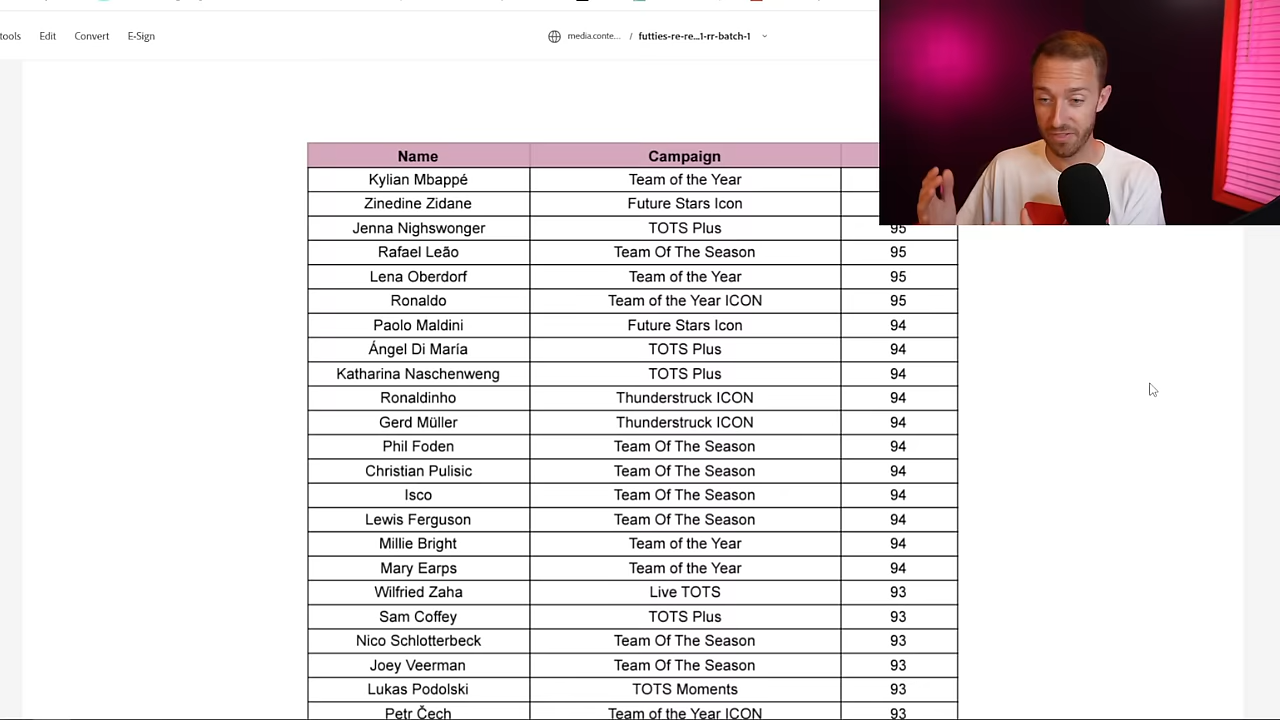 tools Edit Convert E-Sign media.conte... / futties-re-re...1-rr-batch-1
Name Campaign
Kylian Mbappé Team of the Year
Zinedine Zidane Future Stars Icon
Jenna Nighswonger TOTS Plus 95
Rafael Leão Team Of The Season 95
Lena Oberdorf Team of the Year 95
Ronaldo Team of the Year ICON 95
Paolo Maldini Future Stars Icon 94
Ángel Di María TOTS Plus 94
Katharina Naschenweng TOTS Plus 94
Ronaldinho Thunderstruck ICON 94
Gerd Müller Thunderstruck ICON 94
Phil Foden Team Of The Season 94
Christian Pulisic Team Of The Season 94
Isco Team Of The Season 94
Lewis Ferguson Team Of The Season 94
Millie Bright Team of the Year 94
Mary Earps Team of the Year 94
Wilfried Zaha Live TOTS 93
Sam Coffey TOTS Plus 93
Nico Schlotterbeck Team Of The Season 93
Joey Veerman Team Of The Season 93
Lukas Podolski TOTS Moments 93
Petr Čech Team of the Year ICON 93